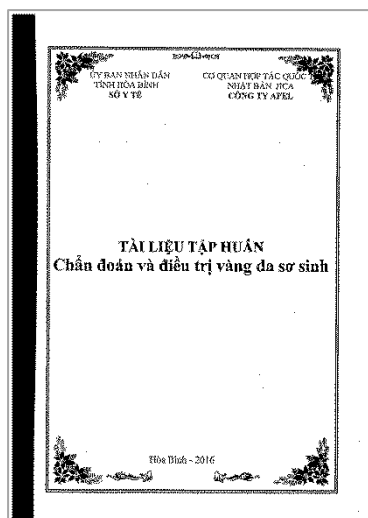 ỦY BAN NHÂN DÂN
TỈNH HÒA BÌNH
SỞ Y TẾ
CƠ QUAN HỢP TÁC QUỐC
NHẬT BẢN JICA
CÔNG TY AFEL
TÀI LIỆU TẬP HUẤN
Chẩn đoán và điều trị vàng da sơ sinh
Hòa Bình - 2016